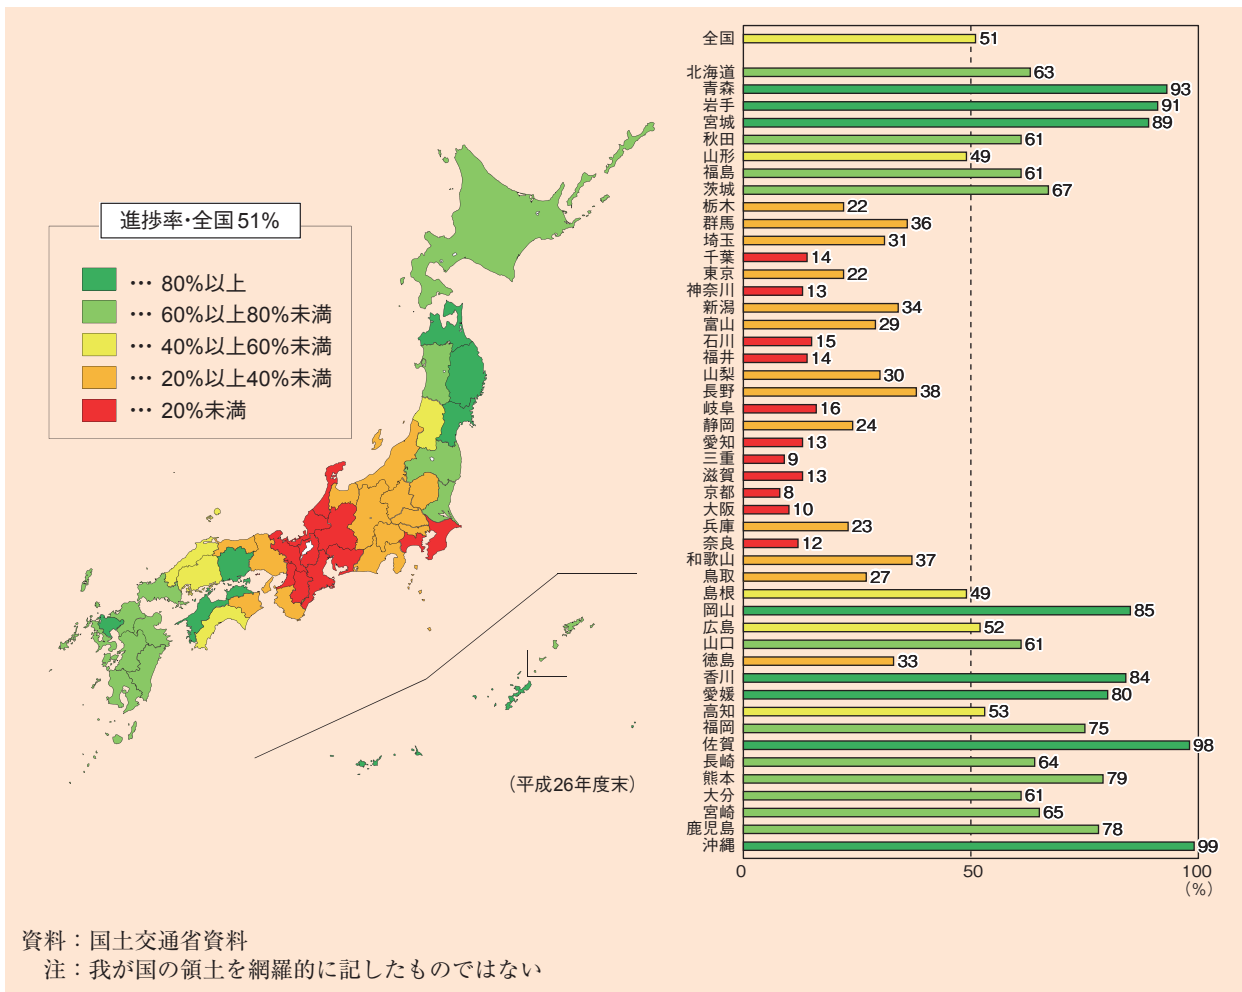 進捗率・全国51%
… 80%以上
… 60%以上80%未満
… 40%以上60%未満
… 20%以上40%未満
… 20%未満
（平成26年度末）
全国 51
北海道 63
青森 93
岩手 91
宮城 89
秋田 61
山形 49
福島 61
茨城 67
栃木 22
群馬 36
埼玉 31
千葉 14
東京 22
神奈川 13
新潟 34
富山 29
石川 15
福井 14
山梨 30
長野 38
岐阜 16
静岡 24
愛知 13
三重 9
滋賀 13
京都 8
大阪 10
兵庫 23
奈良 12
和歌山 37
鳥取 27
島根 49
岡山 85
広島 52
山口 61
徳島 33
香川 84
愛媛 80
高知 53
福岡 75
佐賀 98
長崎 64
熊本 79
大分 61
宮崎 65
鹿児島 78
沖縄 99
0 50 100
（%）
資料：国土交通省資料
注：我が国の領土を網羅的に記したものではない